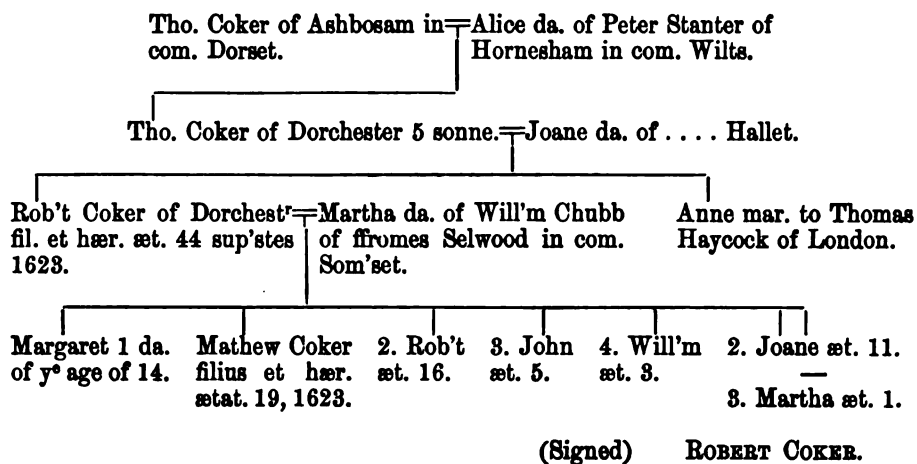 Tho. Coker of Ashbosam in═Alice da. of Peter Stanter of
com. Dorset. Hornesham in com. Wilts.
Tho. Coker of Dorchester 5 sonne.═Joane da. of . . . . Hallet.
Rob't Coker of Dorchestʳ═Martha da. of Will'm Chubb Anne mar. to Thomas
fil. et hær. æt. 44 sup'stes of ffromes Selwood in com. Haycock of London.
1623. Som'set.
Margaret 1 da. Mathew Coker 2. Rob't 3. John 4. Will'm 2. Joane æt. 11.
of yᵉ age of 14. filius et hær. æt. 16. æt. 5. æt. 3. —
ætat. 19, 1623. 3. Martha æt. 1.
(Signed) ROBERT COKER.